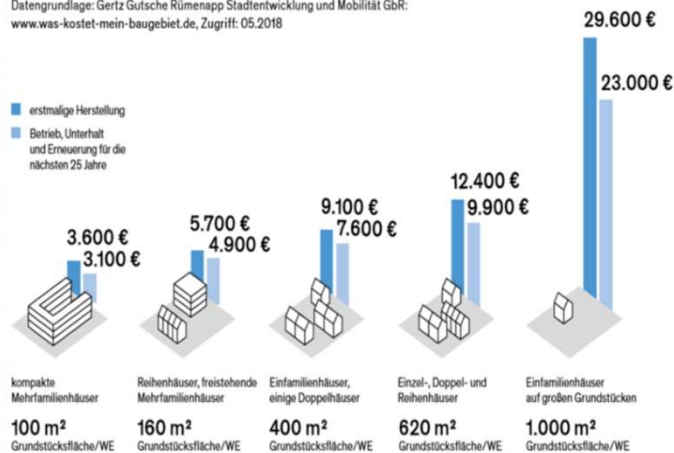 Datengrundlage: Gertz Gutsche Rümenapp Stadtentwicklung und Mobilität GbR:
www.was-kostet-mein-baugebiet.de, Zugriff: 05.2018
erstmalige Herstellung
Betrieb, Unterhalt
und Erneuerung für die
nächsten 25 Jahre
3.600 €
3.100 €
5.700 €
4.900 €
9.100 €
7.600 €
12.400 €
9.900 €
29.600 €
23.000 €
kompakte
Mehrfamilienhäuser
100 m²
Grundstücksfläche/WE
Reihenhäuser, freistehende
Mehrfamilienhäuser
160 m²
Grundstücksfläche/WE
Einfamilienhäuser,
einige Doppelhäuser
400 m²
Grundstücksfläche/WE
Einzel-, Doppel- und
Reihenhäuser
620 m²
Grundstücksfläche/WE
Einfamilienhäuser
auf großen Grundstücken
1.000 m²
Grundstücksfläche/WE